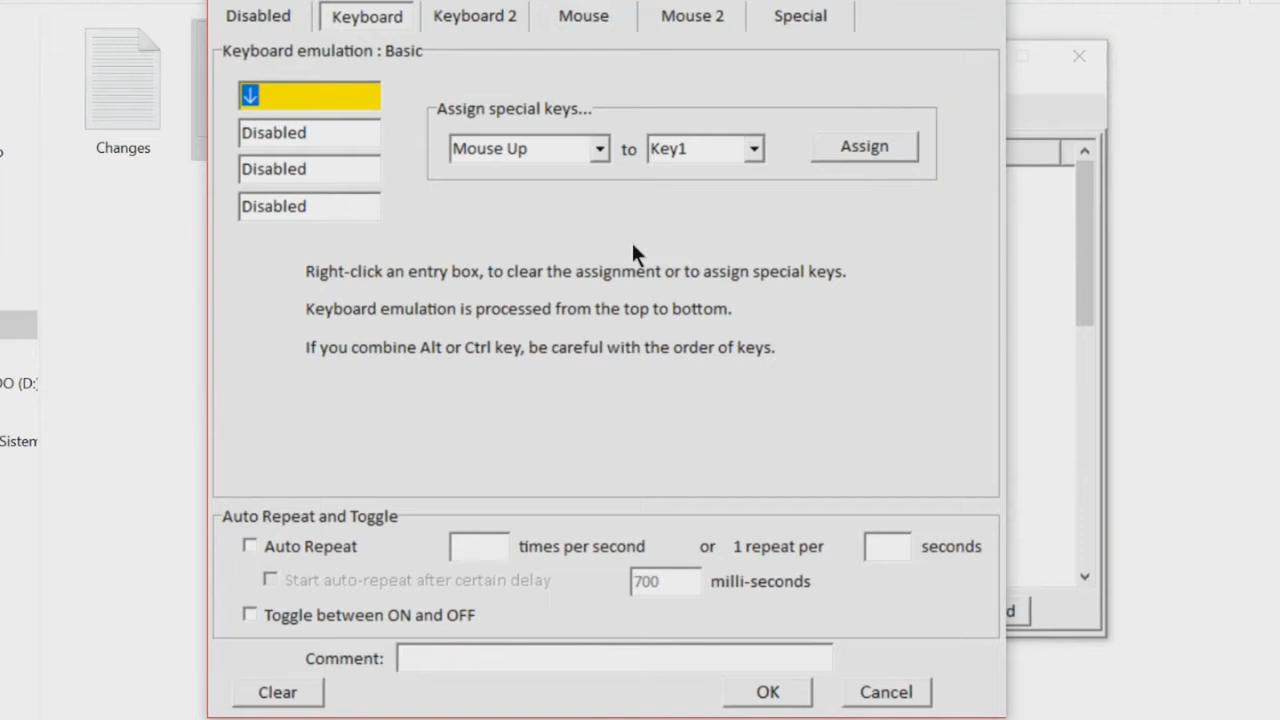 Disabled
Keyboard
Keyboard 2
Mouse
Mouse 2
Special
Keyboard emulation : Basic
↓
Disabled
Disabled
Disabled
Assign special keys...
Mouse Up
to
Key1
Assign
Changes
Right-click an entry box, to clear the assignment or to assign special keys.
Keyboard emulation is processed from the top to bottom.
If you combine Alt or Ctrl key, be careful with the order of keys.
DO (D:)
Sistem
Auto Repeat and Toggle
Auto Repeat
times per second
or
1 repeat per
seconds
Start auto-repeat after certain delay
700
milli-seconds
Toggle between ON and OFF
d
Comment:
Clear
OK
Cancel